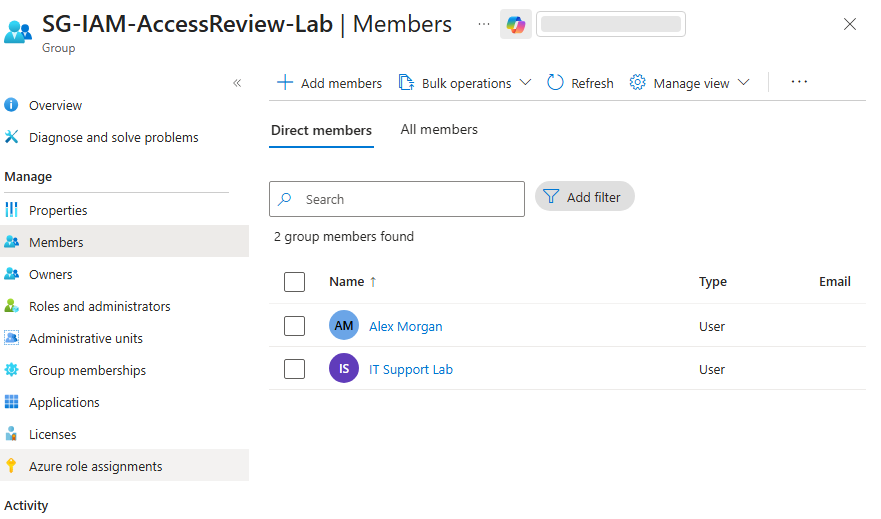 SG-IAM-AccessReview-Lab | Members ...
Group
«
Overview
Diagnose and solve problems
Manage
Properties
Members
Owners
Roles and administrators
Administrative units
Group memberships
Applications
Licenses
Azure role assignments
Activity
Add members Bulk operations Refresh Manage view ...
Direct members All members
Search Add filter
2 group members found
Name ↑ Type Email
AM Alex Morgan User
IS IT Support Lab User